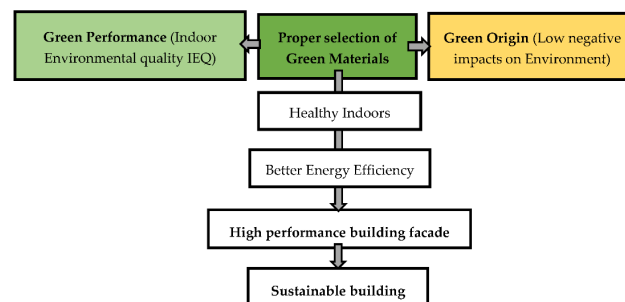 Green Performance (Indoor
Environmental quality IEQ)
Proper selection of
Green Materials
Green Origin (Low negative
impacts on Environment)
Healthy Indoors
Better Energy Efficiency
High performance building facade
Sustainable building